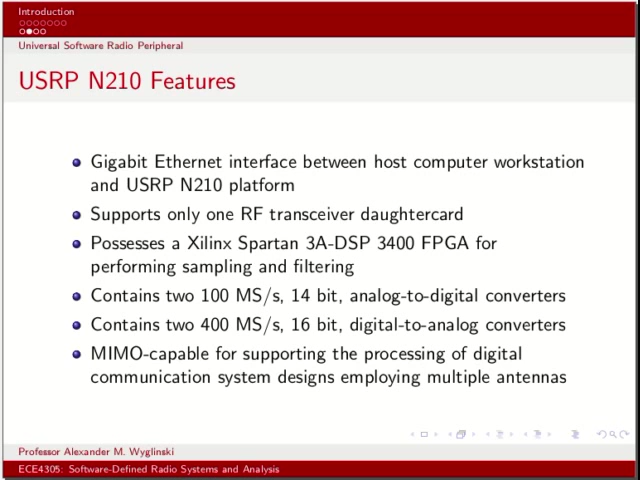 Introduction
Universal Software Radio Peripheral
USRP N210 Features
Gigabit Ethernet interface between host computer workstation
and USRP N210 platform
Supports only one RF transceiver daughtercard
Possesses a Xilinx Spartan 3A-DSP 3400 FPGA for
performing sampling and filtering
Contains two 100 MS/s, 14 bit, analog-to-digital converters
Contains two 400 MS/s, 16 bit, digital-to-analog converters
MIMO-capable for supporting the processing of digital
communication system designs employing multiple antennas
Professor Alexander M. Wyglinski
ECE4305: Software-Defined Radio Systems and Analysis